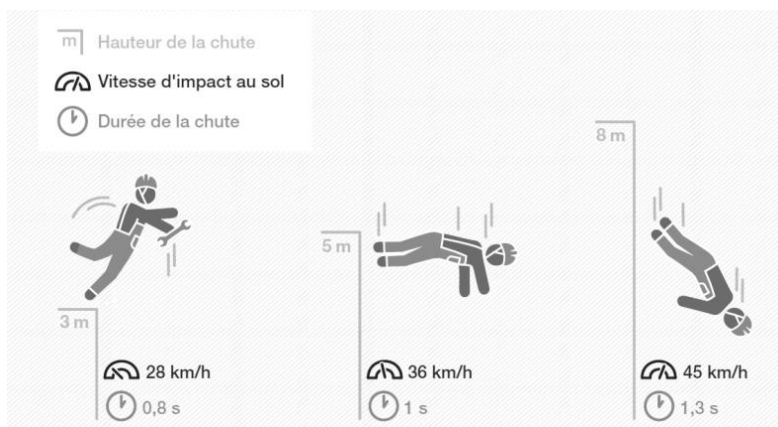 m Hauteur de la chute
Vitesse d'impact au sol
Durée de la chute
3 m
28 km/h
0,8 s
5 m
36 km/h
1 s
8 m
45 km/h
1,3 s